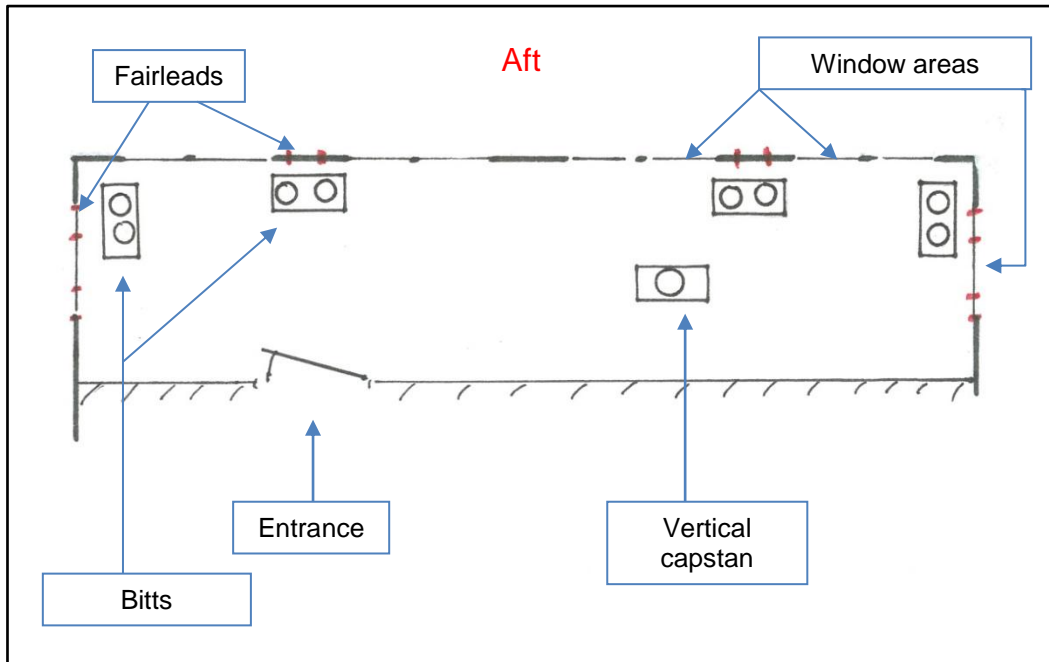 Aft
Fairleads
Window areas
Entrance
Vertical
capstan
Bitts